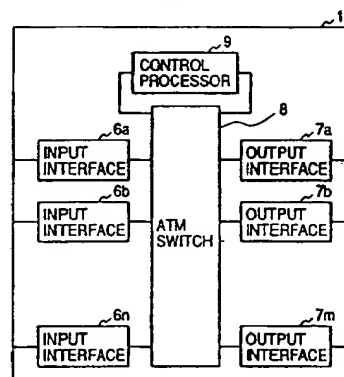 1
9
CONTROL
PROCESSOR
8
6a
INPUT
INTERFACE
7a
OUTPUT
INTERFACE
6b
INPUT
INTERFACE
7b
OUTPUT
INTERFACE
ATM
SWITCH
6n
INPUT
INTERFACE
7m
OUTPUT
INTERFACE